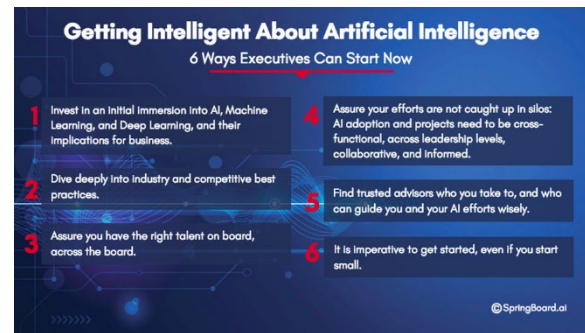 Getting Intelligent About Artificial Intelligence
6 Ways Executives Can Start Now
1
Invest in an initial immersion into AI, Machine
Learning, and Deep Learning, and their
implications for business.
2
Dive deeply into industry and competitive best
practices.
3
Assure you have the right talent on board,
across the board.
4
Assure your efforts are not caught up in silos:
AI adoption and projects need to be cross-
functional, across leadership levels,
collaborative, and informed.
5
Find trusted advisors who you take to, and who
can guide you and your AI efforts wisely.
6
It is imperative to get started, even if you start
small.
©SpringBoard.ai